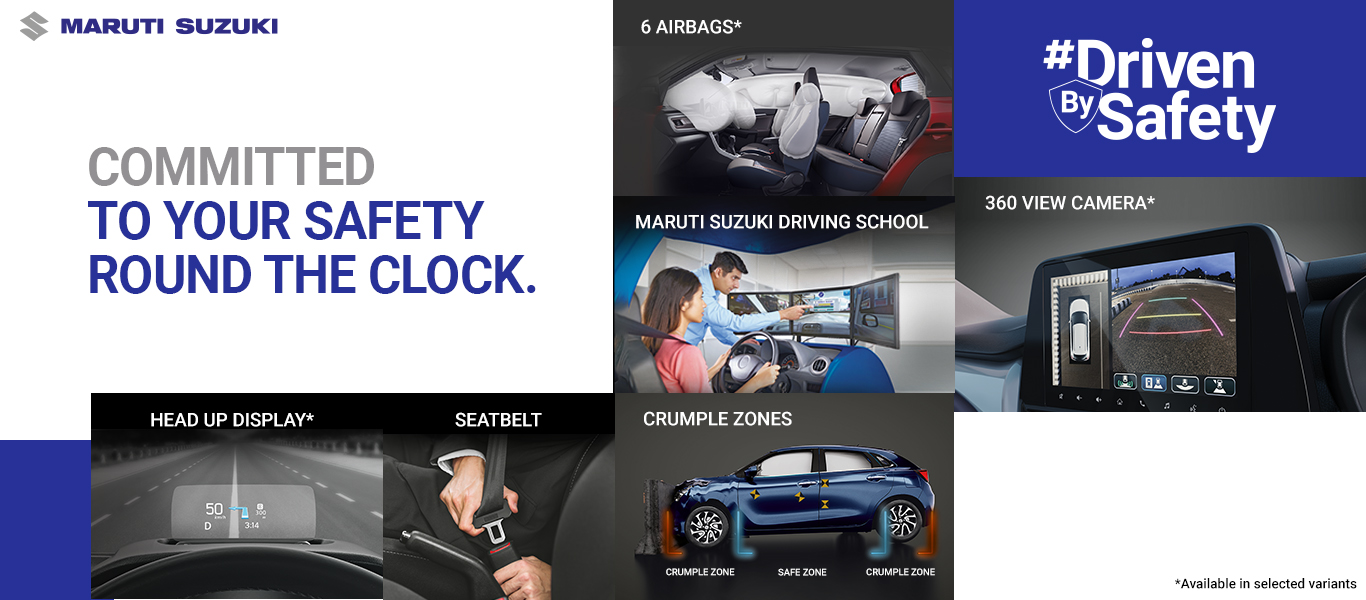 MARUTI SUZUKI
COMMITTED
TO YOUR SAFETY
ROUND THE CLOCK.
6 AIRBAGS*
#Driven
By Safety
MARUTI SUZUKI DRIVING SCHOOL
360 VIEW CAMERA*
HEAD UP DISPLAY*
50
km/h
D
300
3:14
SEATBELT
CRUMPLE ZONES
CRUMPLE ZONE
SAFE ZONE
CRUMPLE ZONE
*Available in selected variants